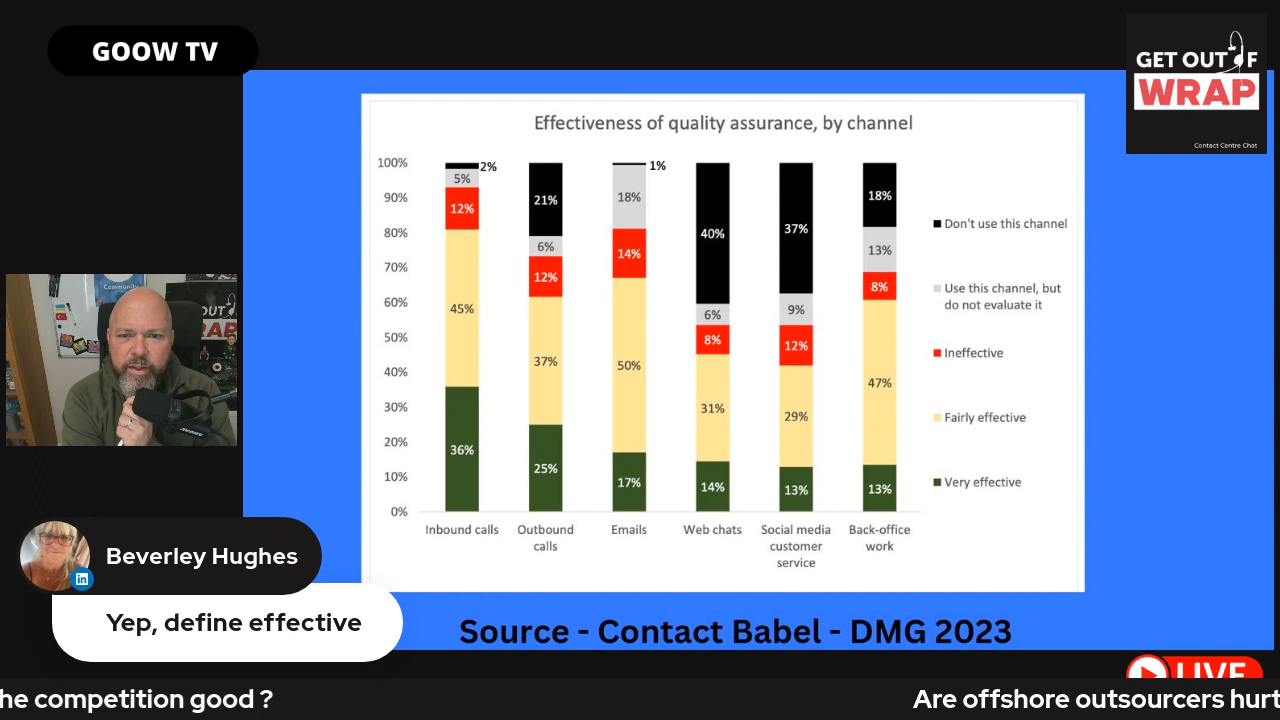 GOOW TV
GET OUT OF
WRAP
Contact Centre Chat
Effectiveness of quality assurance, by channel
100%
90%
80%
70%
60%
50%
40%
30%
20%
10%
0%
2%
5%
12%
45%
36%
21%
6%
12%
37%
25%
1%
18%
14%
50%
17%
40%
6%
8%
31%
14%
37%
9%
12%
29%
13%
18%
13%
8%
47%
13%
Inbound calls
Outbound
calls
Emails
Web chats
Social media
customer
service
Back-office
work
Don't use this channel
Use this channel, but
do not evaluate it
Ineffective
Fairly effective
Very effective
Community
Beverley Hughes
in
Yep, define effective
Source - Contact Babel - DMG 2023
LIVE
he competition good ?
Are offshore outsourcers hurt